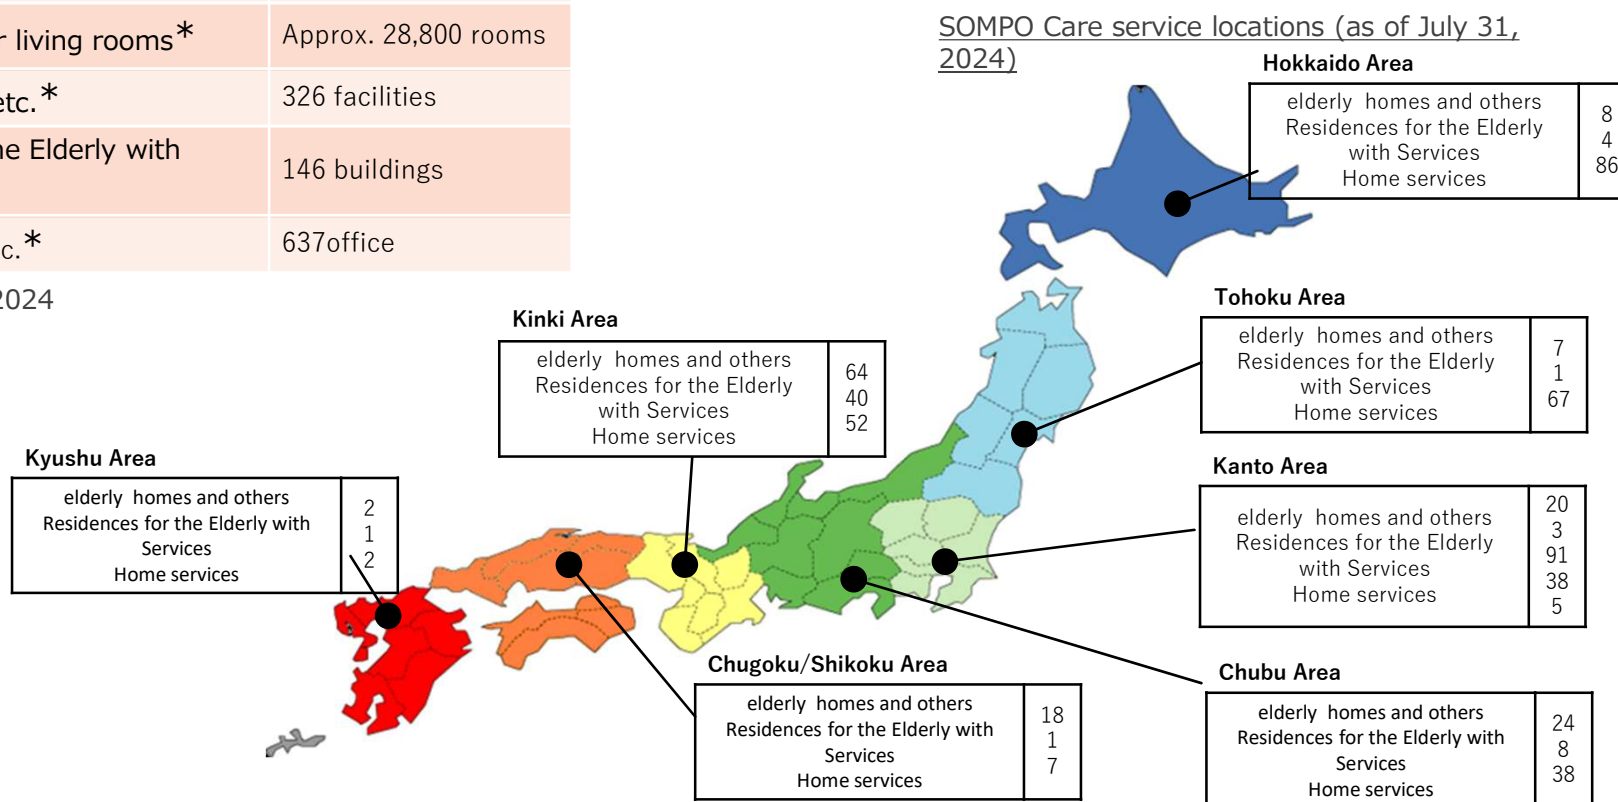 r living rooms*
Approx. 28,800 rooms
etc.*
326 facilities
ne Elderly with
146 buildings
c.*
637office
2024
SOMPO Care service locations (as of July 31,
2024)
Hokkaido Area
elderly homes and others
Residences for the Elderly
with Services
Home services
8
4
86
Tohoku Area
elderly homes and others
Residences for the Elderly
with Services
Home services
7
1
67
Kinki Area
elderly homes and others
Residences for the Elderly
with Services
Home services
64
40
52
Kyushu Area
elderly homes and others
Residences for the Elderly with
Services
Home services
2
1
2
Kanto Area
elderly homes and others
Residences for the Elderly
with Services
Home services
20
3
91
38
5
Chugoku/Shikoku Area
elderly homes and others
Residences for the Elderly with
Services
Home services
18
1
7
Chubu Area
elderly homes and others
Residences for the Elderly with
Services
Home services
24
8
38